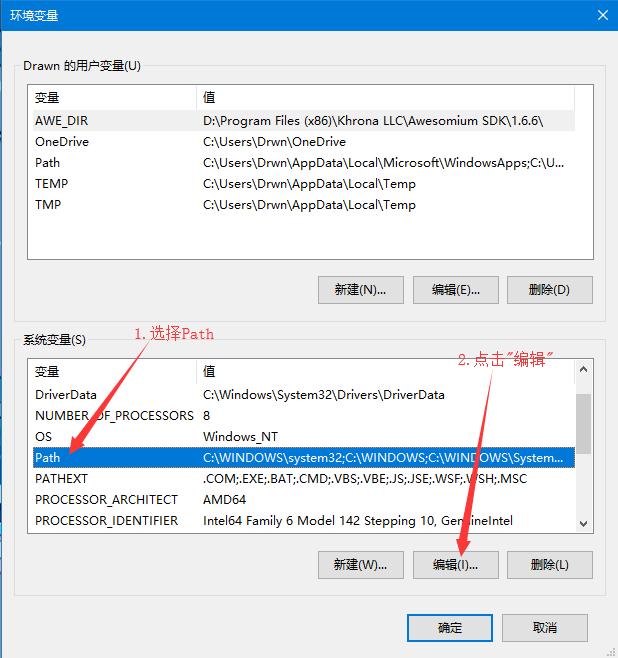 环境变量
Drawn 的用户变量(U)
变量 值
AWE_DIR D:\Program Files (x86)\Khrona LLC\Awesomium SDK\1.6.6\
OneDrive C:\Users\Drwn\OneDrive
Path C:\Users\Drwn\AppData\Local\Microsoft\WindowsApps;C:\U...
TEMP C:\Users\Drwn\AppData\Local\Temp
TMP C:\Users\Drwn\AppData\Local\Temp
新建(N)... 编辑(E)... 删除(D)
系统变量(S)
1.选择Path
2.点击"编辑"
变量 值
DriverData C:\Windows\System32\Drivers\DriverData
NUMBER_OF_PROCESSORS 8
OS Windows_NT
Path C:\WINDOWS\system32;C:\WINDOWS;C:\WINDOWS\System...
PATHEXT .COM;.EXE;.BAT;.CMD;.VBS;.VBE;.JS;.JSE;.WSF;.WSH;.MSC
PROCESSOR_ARCHITECT AMD64
PROCESSOR_IDENTIFIER Intel64 Family 6 Model 142 Stepping 10, GenuineIntel
新建(W)... 编辑(I)... 删除(L)
确定 取消